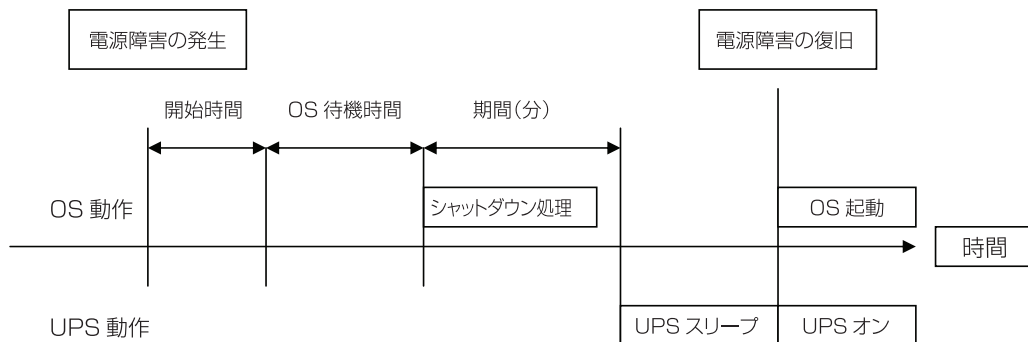 電源障害の発生
電源障害の復旧
開始時間
OS 待機時間
期間(分)
OS 動作
シャットダウン処理
OS 起動
時間
UPS 動作
UPS スリープ
UPS オン